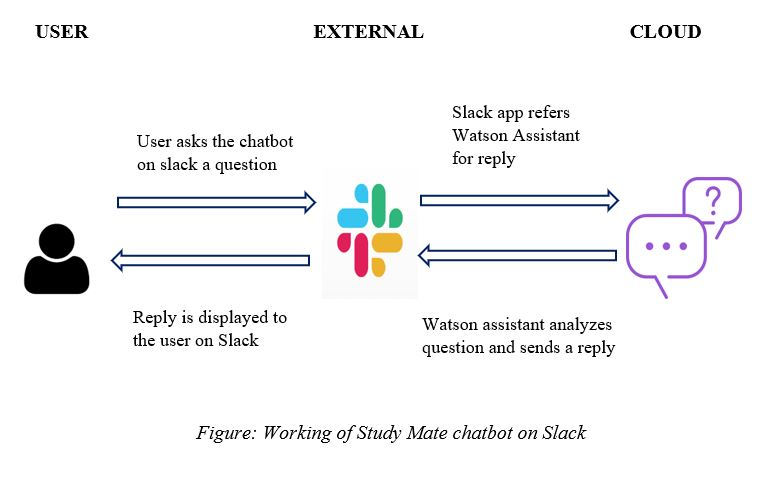 USER
EXTERNAL
CLOUD
User asks the chatbot
on slack a question
Slack app refers
Watson Assistant
for reply
?
Reply is displayed to
the user on Slack
Watson assistant analyzes
question and sends a reply
Figure: Working of Study Mate chatbot on Slack